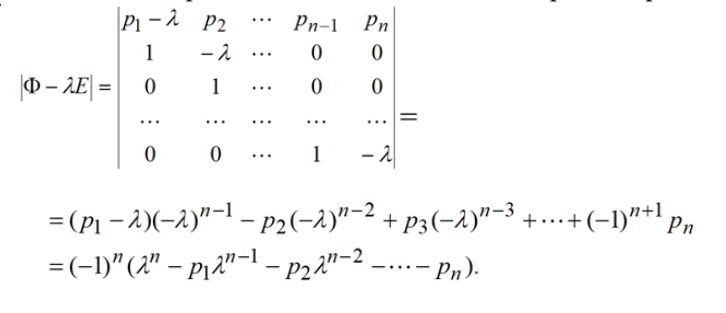 |Φ − λE| = | p₁ − λ p₂ ⋯ pₙ₋₁ pₙ |
| 1 − λ ⋯ 0 0 |
| 0 1 ⋯ 0 0 |
| ⋯ ⋯ ⋯ ⋯ ⋯ | =
| 0 0 ⋯ 1 − λ |
= (p₁ − λ)(−λ)ⁿ⁻¹ − p₂(−λ)ⁿ⁻² + p₃(−λ)ⁿ⁻³ + ⋯ + (−1)ⁿ⁺¹ pₙ
= (−1)ⁿ (λⁿ − p₁λⁿ⁻¹ − p₂λⁿ⁻² − ⋯ − pₙ).